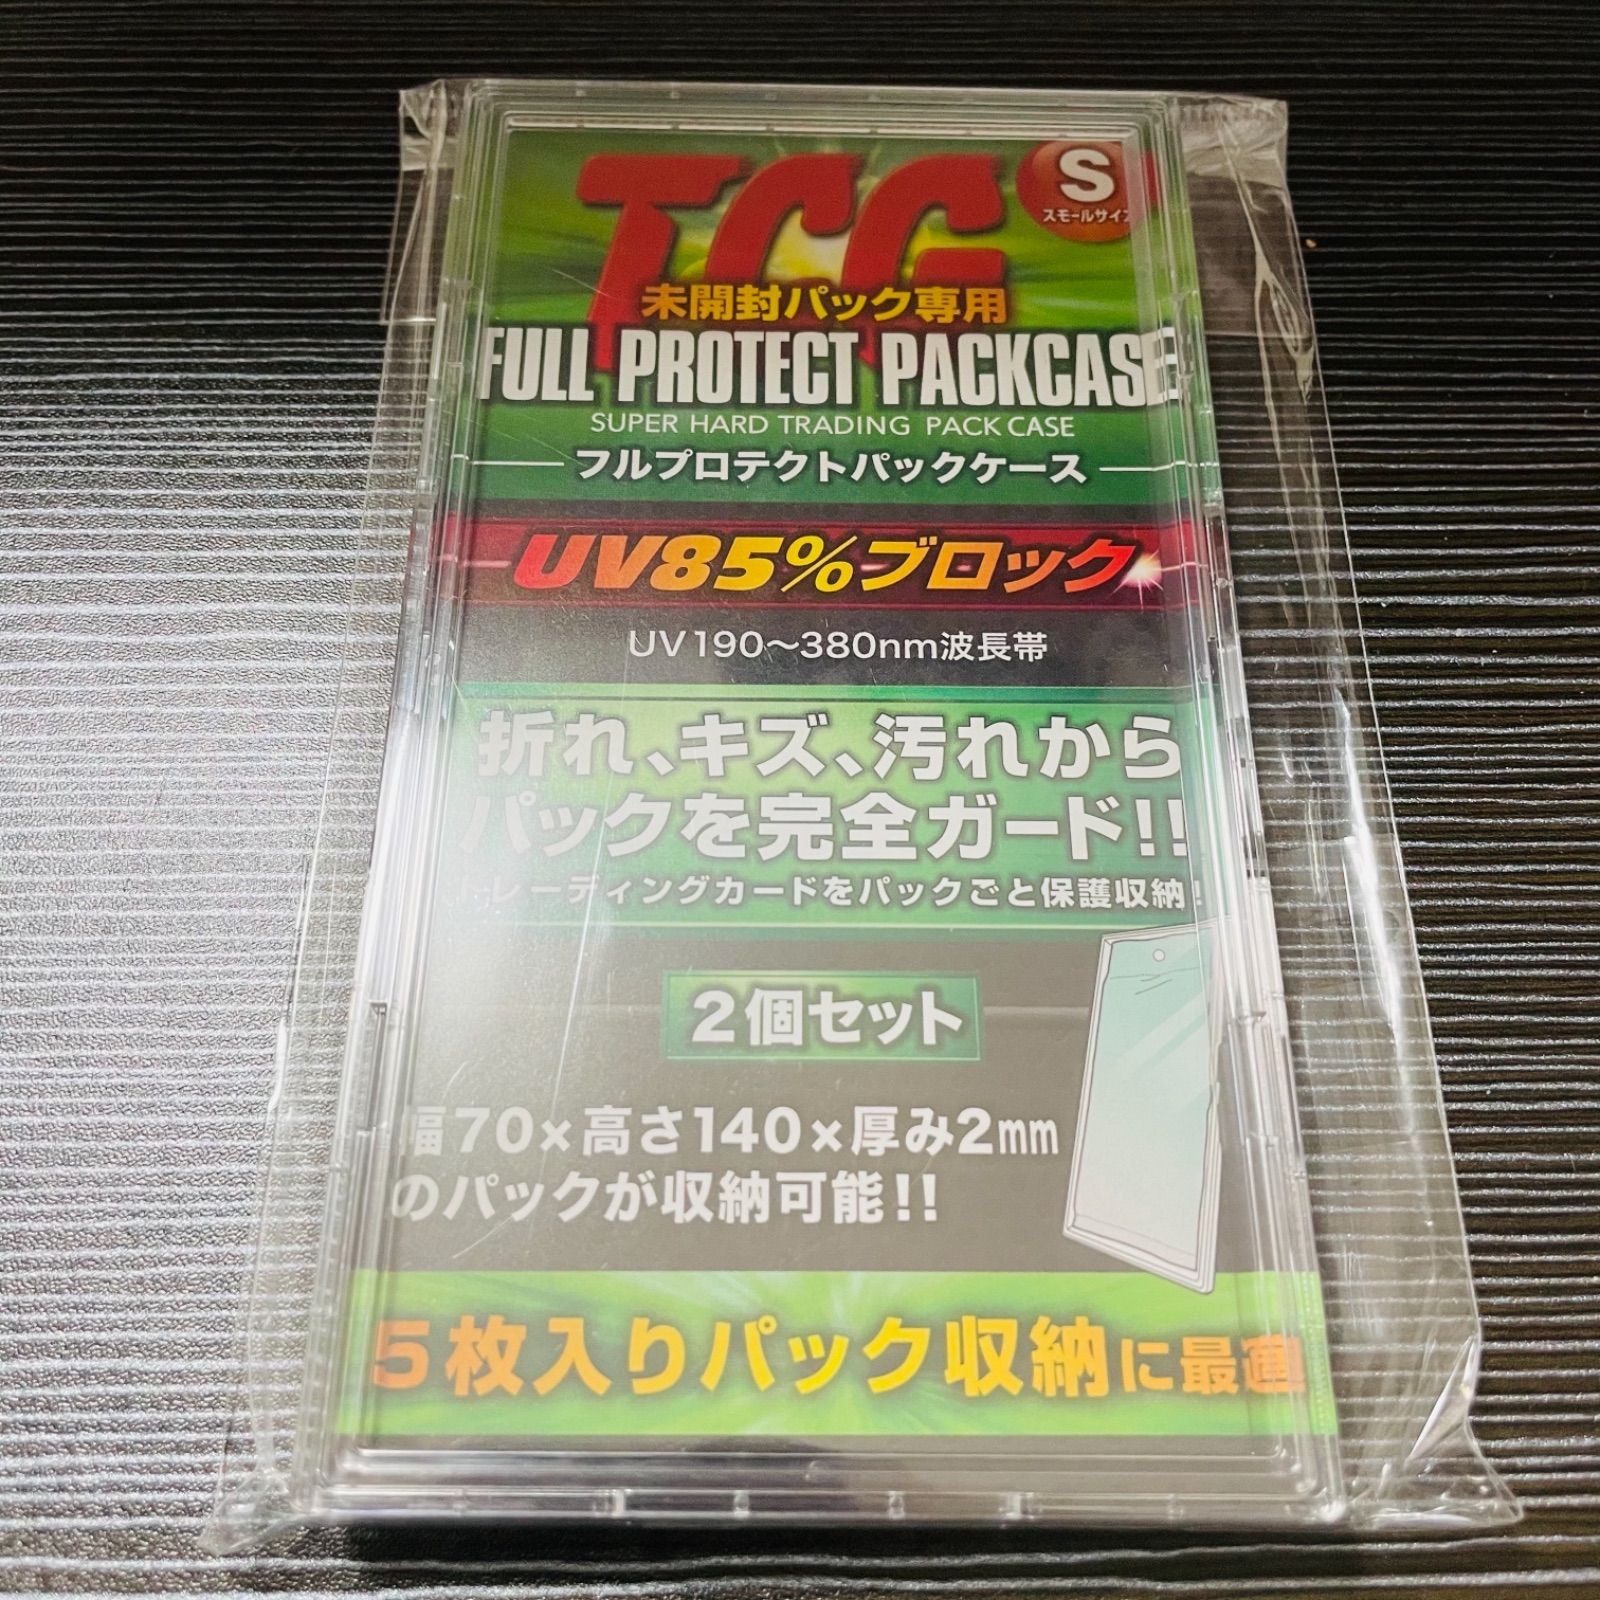 TCG
S
スモールサイズ
未開封パック専用
FULL PROTECT PACKCASE
SUPER HARD TRADING PACK CASE
フルプロテクトパックケース
UV85%ブロック
UV190〜380nm波長帯
折れ、キズ、汚れから
パックを完全ガード!!
トレーディングカードをパックごと保護収納!
2個セット
幅70×高さ140×厚み2mm
のパックが収納可能!!
5枚入りパック収納に最適